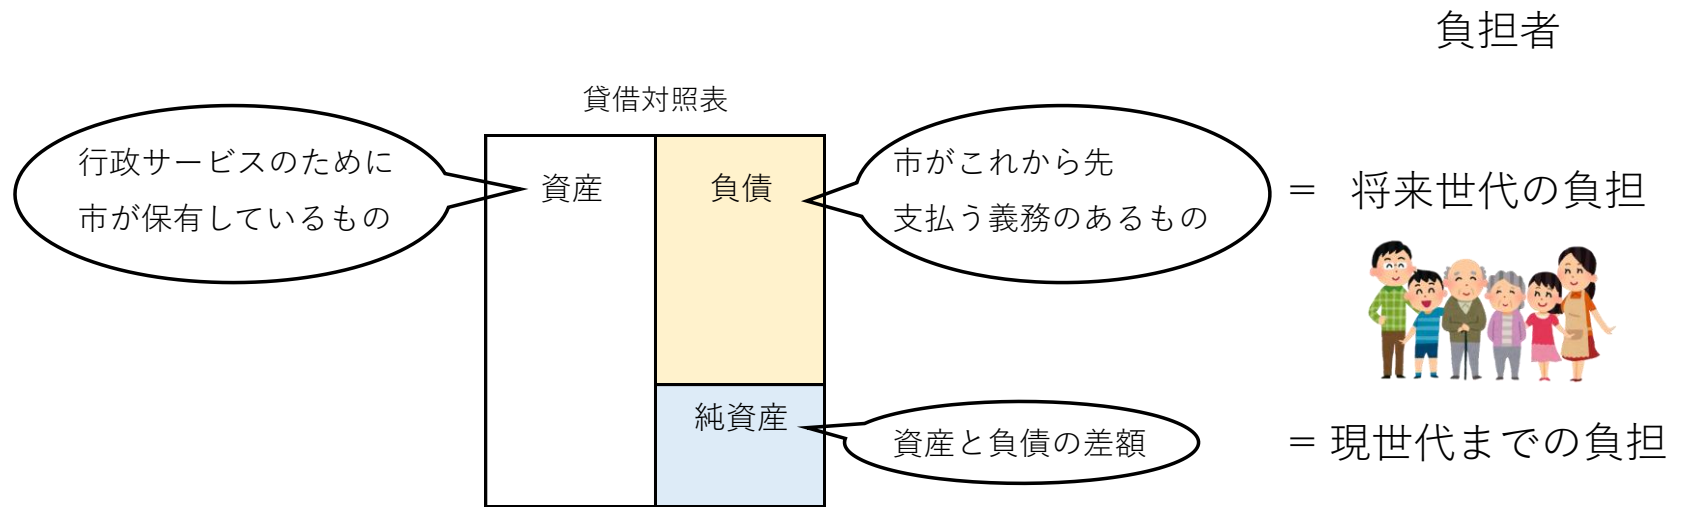 負担者
貸借対照表
行政サービスのために
市が保有しているもの
資産
負債
市がこれから先
支払う義務のあるもの
＝ 将来世代の負担
純資産
資産と負債の差額
＝現世代までの負担